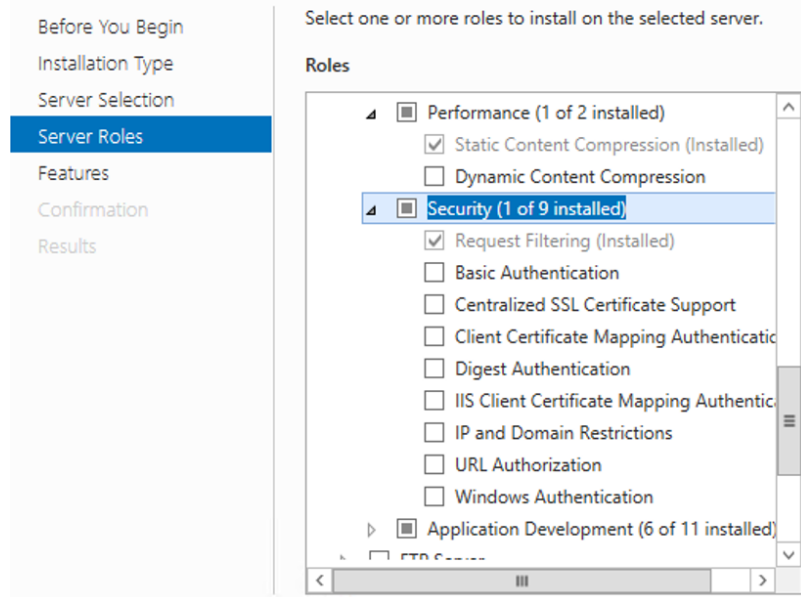 Before You Begin
Installation Type
Server Selection
Server Roles
Features
Confirmation
Results
Select one or more roles to install on the selected server.
Roles
Performance (1 of 2 installed)
Static Content Compression (Installed)
Dynamic Content Compression
Security (1 of 9 installed)
Request Filtering (Installed)
Basic Authentication
Centralized SSL Certificate Support
Client Certificate Mapping Authenticatic
Digest Authentication
IIS Client Certificate Mapping Authentic
IP and Domain Restrictions
URL Authorization
Windows Authentication
Application Development (6 of 11 installed)
FTP Server